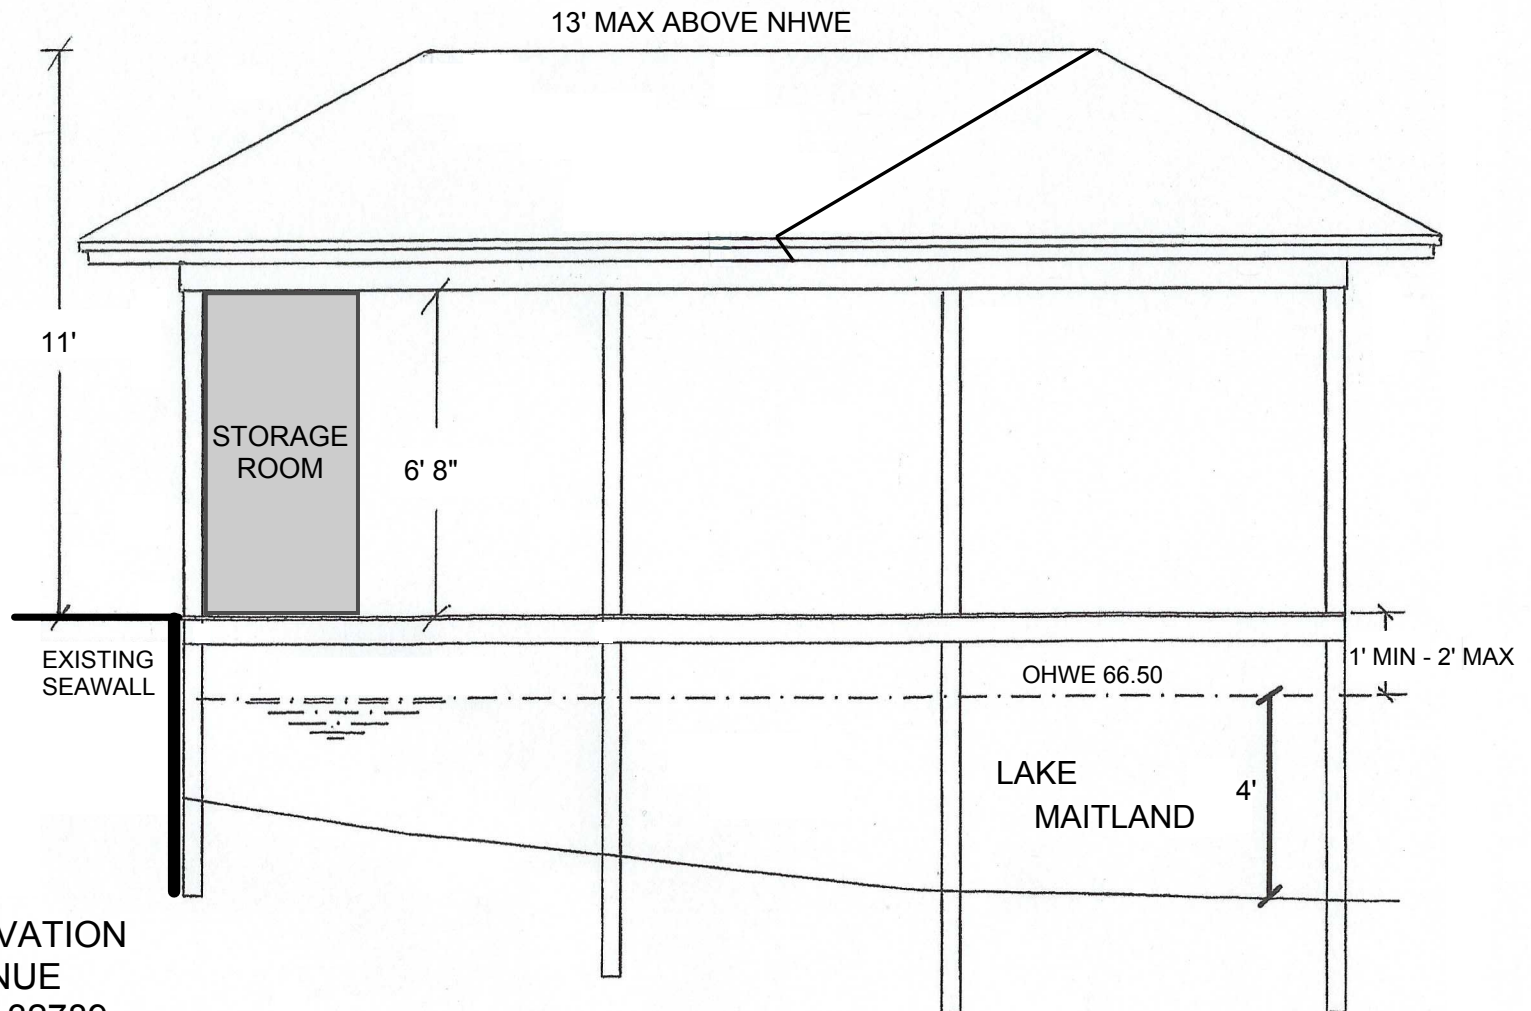 13' MAX ABOVE NHWE
11'
STORAGE
ROOM
6' 8"
EXISTING
SEAWALL
OHWE 66.50
1' MIN - 2' MAX
LAKE
MAITLAND
4'
VATION
NUE